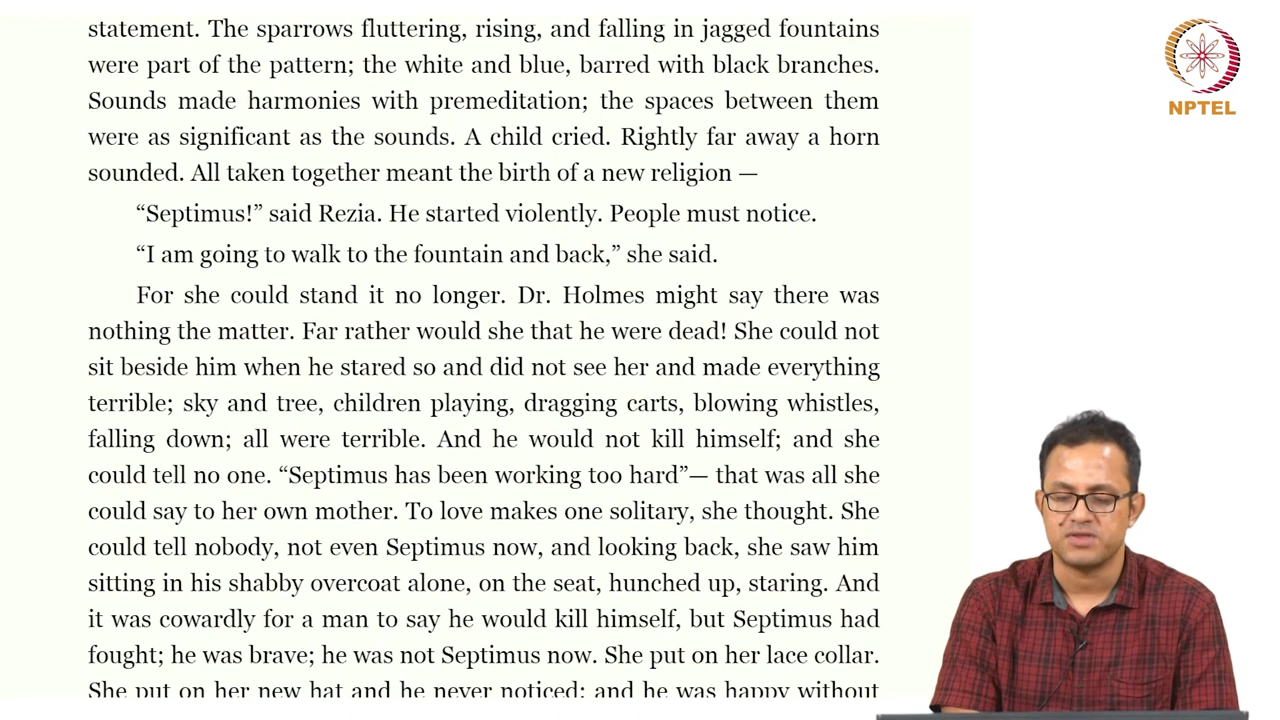 statement. The sparrows fluttering, rising, and falling in jagged fountains
were part of the pattern; the white and blue, barred with black branches.
Sounds made harmonies with premeditation; the spaces between them
were as significant as the sounds. A child cried. Rightly far away a horn
sounded. All taken together meant the birth of a new religion —
“Septimus!” said Rezia. He started violently. People must notice.
“I am going to walk to the fountain and back,” she said.
For she could stand it no longer. Dr. Holmes might say there was
nothing the matter. Far rather would she that he were dead! She could not
sit beside him when he stared so and did not see her and made everything
terrible; sky and tree, children playing, dragging carts, blowing whistles,
falling down; all were terrible. And he would not kill himself; and she
could tell no one. “Septimus has been working too hard”— that was all she
could say to her own mother. To love makes one solitary, she thought. She
could tell nobody, not even Septimus now, and looking back, she saw him
sitting in his shabby overcoat alone, on the seat, hunched up, staring. And
it was cowardly for a man to say he would kill himself, but Septimus had
fought; he was brave; he was not Septimus now. She put on her lace collar.
She put on her new hat and he never noticed; and he was happy without
NPTEL